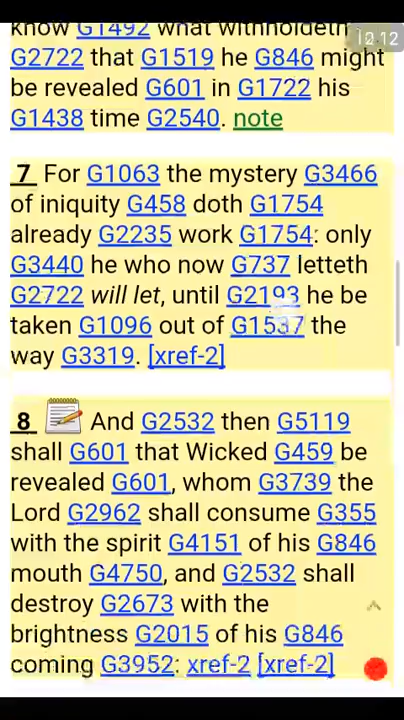 know G1492 what withholdeth
G2722 that G1519 he G846 might
be revealed G601 in G1722 his
G1438 time G2540. note
7 For G1063 the mystery G3466
of iniquity G458 doth G1754
already G2235 work G1754: only
G3440 he who now G737 letteth
G2722 will let, until G2193 he be
taken G1096 out of G1537 the
way G3319. [xref-2]
8 And G2532 then G5119
shall G601 that Wicked G459 be
revealed G601, whom G3739 the
Lord G2962 shall consume G355
with the spirit G4151 of his G846
mouth G4750, and G2532 shall
destroy G2673 with the
brightness G2015 of his G846
coming G3952: xref-2 [xref-2]